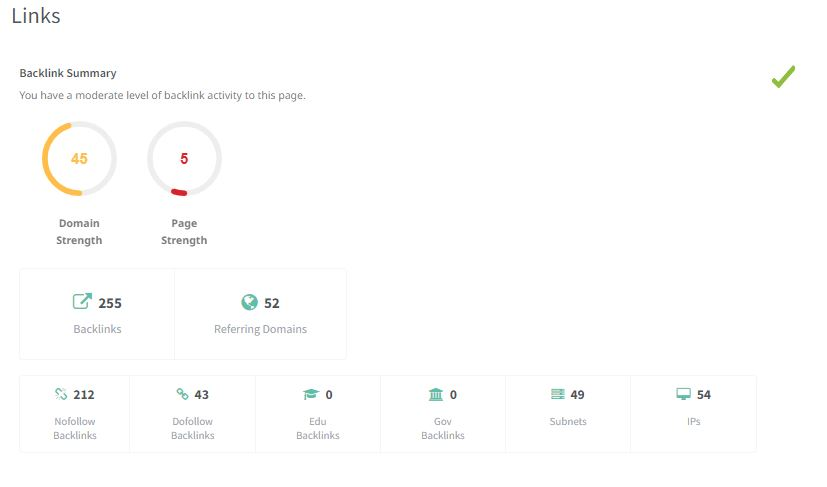 Links
Backlink Summary
You have a moderate level of backlink activity to this page.
45
5
Domain
Strength
Page
Strength
255
Backlinks
52
Referring Domains
212
Nofollow
Backlinks
43
Dofollow
Backlinks
0
Edu
Backlinks
0
Gov
Backlinks
49
Subnets
54
IPs